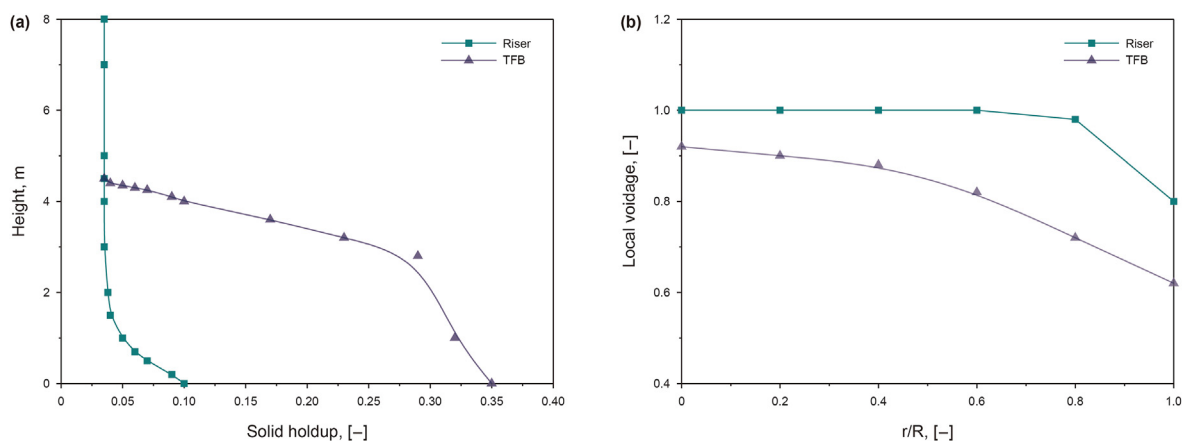 (a)
Riser
TFB
8
6
4
2
0
0
0.05
0.10
0.15
0.20
0.25
0.30
0.35
0.40
Height, m
Solid holdup, [–]
(b)
Riser
TFB
1.2
1.0
0.8
0.6
0.4
0
0.2
0.4
0.6
0.8
1.0
Local voidage, [–]
r/R, [–]